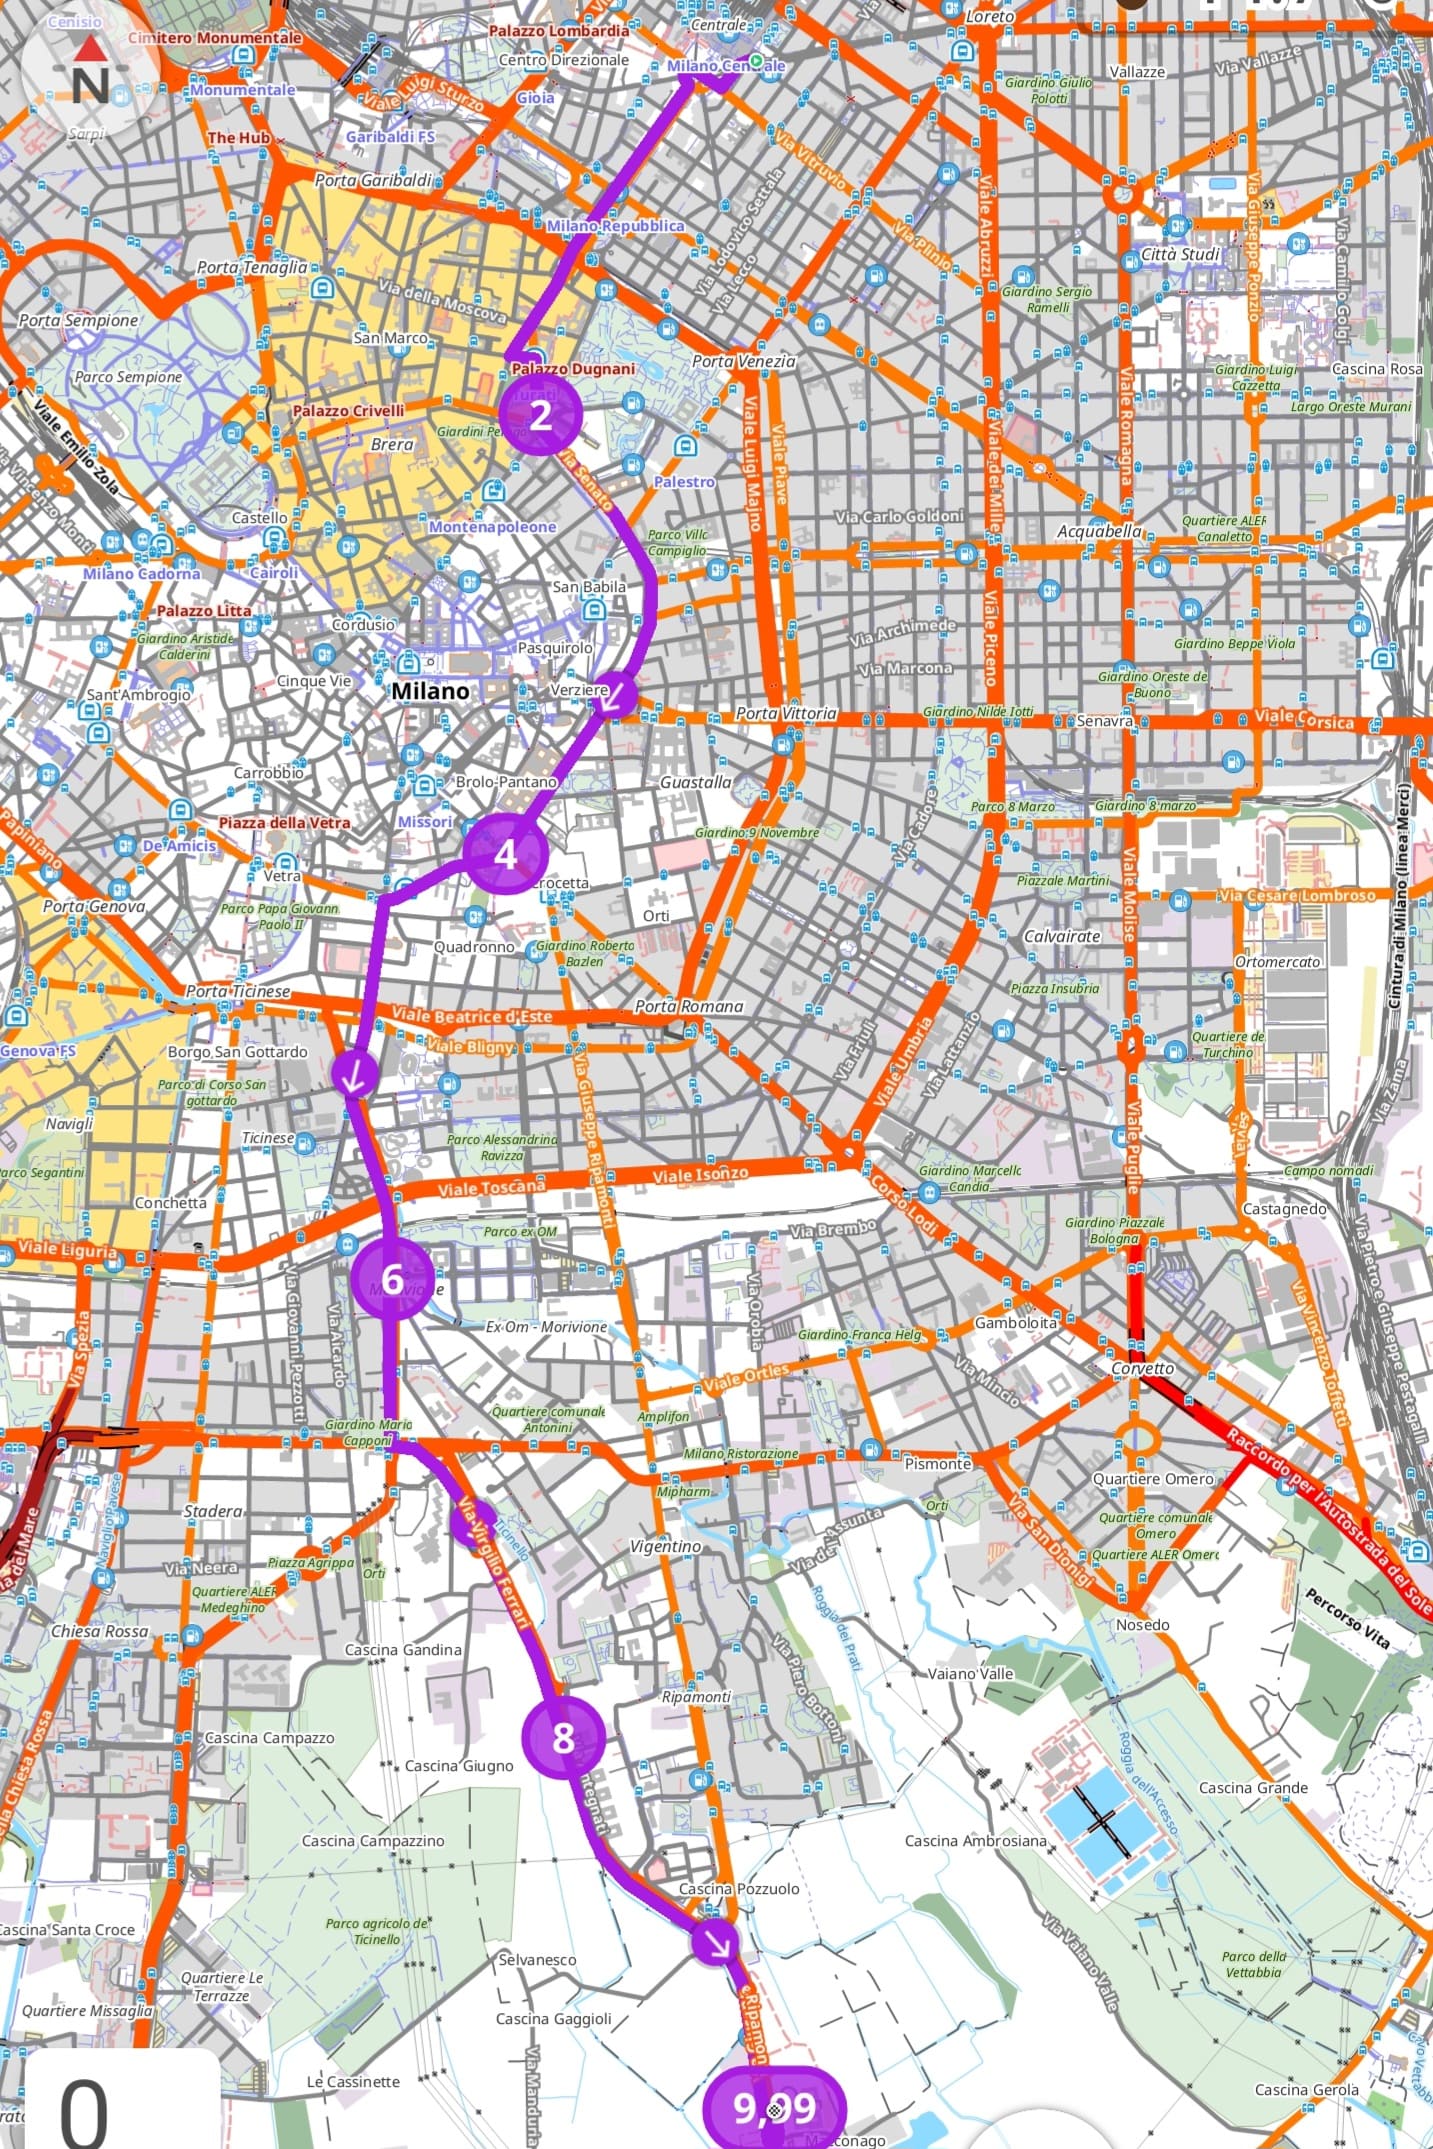 Cenisio
Cimitero Monumentale
Palazzo Lombardia
Centrale
Loreto
Centro Direzionale
Milano Centrale
N
Monumentale
Viale Luigi Sturzo
Gioia
Vallazze
Via Vallazze
Giardino Giulio
Polotti
Sarpi
The Hub
Garibaldi FS
Via Vitruvio
Porta Garibaldi
Via Lodovico Settala
Viale Abruzzi
Via Giuseppe Ponzio
Milano Repubblica
Via Plinio
Città Studi
Via Camillo Golgi
Porta Tenaglia
Via Lecco
Via della Moscova
Giardino Sergio
Ramelli
Porta Sempione
San Marco
Parco Sempione
Palazzo Dugnani
Porta Venezia
Giardino Luigi
Cazzetta
Cascina Rosa
Turati
2
Palazzo Crivelli
Brera
Largo Oreste Murani
Viale Emilio Zola
Via Vincenzo Monti
Via Senato
Viale Luigi Majno
Viale Piave
Viale dei Mille
Viale Romagna
Palestro
Castello
Montenapoleone
Via Carlo Goldoni
Acquabella
Quartiere ALER
Canaletto
Parco Villa
Campiglio
Milano Cadorna
Cairoli
San Babila
Palazzo Litta
Cordusio
Via Archimede
Viale Piceno
Giardino Aristide
Calderini
Pasquirolo
Via Marcona
Giardino Beppe Viola
Cinque Vie
Milano
Verziere
Sant'Ambrogio
Giardino Oreste de
Buono
Porta Vittoria
Giardino Nilde Iotti
Senavra
Viale Corsica
Carrobbio
Brolo-Pantano
Guastalla
Via Cadore
Parco 8 Marzo
Giardino 8 marzo
Cintura di Milano (linea Merci)
Papiniano
Piazza della Vetra
Missori
Giardino 9 Novembre
De Amicis
4
Vetra
Piazzale Martini
Viale Molise
Via Cesare Lombroso
Porta Genova
Parco Papa Giovann
Paolo II
Orti
Quadronno
Giardino Roberto
Bazlen
Calvairate
Ortomercato
Porta Ticinese
Porta Romana
Piazza Insubria
Viale Beatrice d'Este
Genova FS
Borgo San Gottardo
Viale Bligny
Via Friuli
Viale Umbria
Via Lattanzio
Quartiere de
Turchino
Parco di Corso San
gottardo
Via Giuseppe Ripamonti
Via Zama
Navigli
Ticinese
Parco Alessandrina
Ravizza
Viale Puglie
Giardino Marcello
Candia
Campo nomadi
Viale Toscana
Viale Isonzo
Conchetta
Corso Lodi
Castagnedo
Viale Liguria
Parco ex OM
Via Brembo
Giardino Piazzale
Bologna
Via Pietro e Giuseppe Pestagalli
6
Via Giovanni Pezzotti
Via Alcardo
Via Orobia
Via Vincenzo Toffetti
Via Spezia
Ex Om - Morivione
Giardino Franca Helg
Gamboloita
Viale Ortles
Via Mincio
Corvetto
Giardino Mario
Capponi
Quartiere comunale
Antonini
Amplifon
Milano Ristorazione
Pismonte
Raccordo per l'Autostrada del Sole
Quartiere Omero
Mipharm
Stadera
Naviglio Pavese
Via Virgilio Ferrari
Ticinello
Orti
Quartiere comunale
Omero
Via San Dionigi
Vigentino
Via dell'Assunta
Via Neera
Piazza Agrippa
Orti
Quartiere ALER Omero
Quartiere ALER
Medeghino
Roggia dei Prati
Percorso Vita
Chiesa Rossa
Cascina Gandina
Nosedo
Via Piero Bottoni
Vaiano Valle
Ripamonti
Cascina Campazzo
8
Cascina Giugno
Roggia dell'Accesso
Cascina Grande
Cascina Campazzino
Cascina Ambrosiana
Cascina Pozzuolo
Cascina Santa Croce
Parco agricolo de
Ticinello
Selvanesco
Via Vaiano Valle
Parco della
Vettabbia
Quartiere Le
Terrazze
Quartiere Missaglia
Cascina Gaggioli
Via Manduria
Le Cassinette
Cascina Gerola
0
9,99